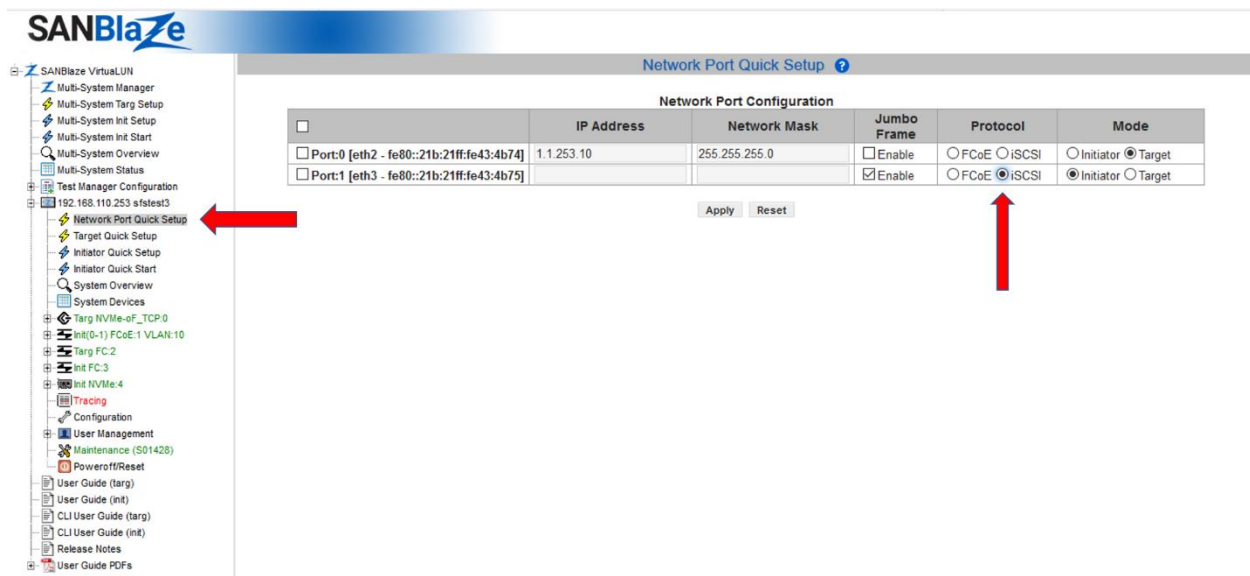 SANBlaze
SANBlaze VirtuaLUN
Multi-System Manager
Multi-System Targ Setup
Multi-System Init Setup
Multi-System Init Start
Multi-System Overview
Multi-System Status
Test Manager Configuration
192.168.110.253 sfstest3
Network Port Quick Setup
Target Quick Setup
Initiator Quick Setup
Initiator Quick Start
System Overview
System Devices
Targ NVMe-oF_TCP:0
Init(0-1) FCoE:1 VLAN:10
Targ FC:2
Init FC:3
Init NVMe:4
Tracing
Configuration
User Management
Maintenance (S01428)
Poweroff/Reset
User Guide (targ)
User Guide (init)
CLI User Guide (targ)
CLI User Guide (init)
Release Notes
User Guide PDFs
Network Port Quick Setup ?
Network Port Configuration
IP Address Network Mask Jumbo Frame Protocol Mode
Port:0 [eth2 - fe80::21b:21ff:fe43:4b74] 1.1.253.10 255.255.255.0 Enable FCoE iSCSI Initiator Target
Port:1 [eth3 - fe80::21b:21ff:fe43:4b75] Enable FCoE iSCSI Initiator Target
Apply Reset